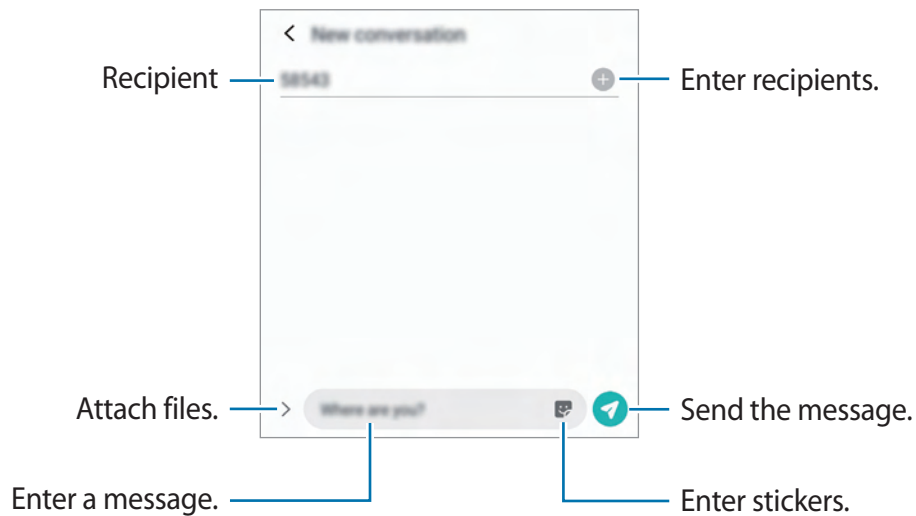 New conversation
Recipient
58543
Enter recipients.
Attach files.
Where are you?
Send the message.
Enter a message.
Enter stickers.